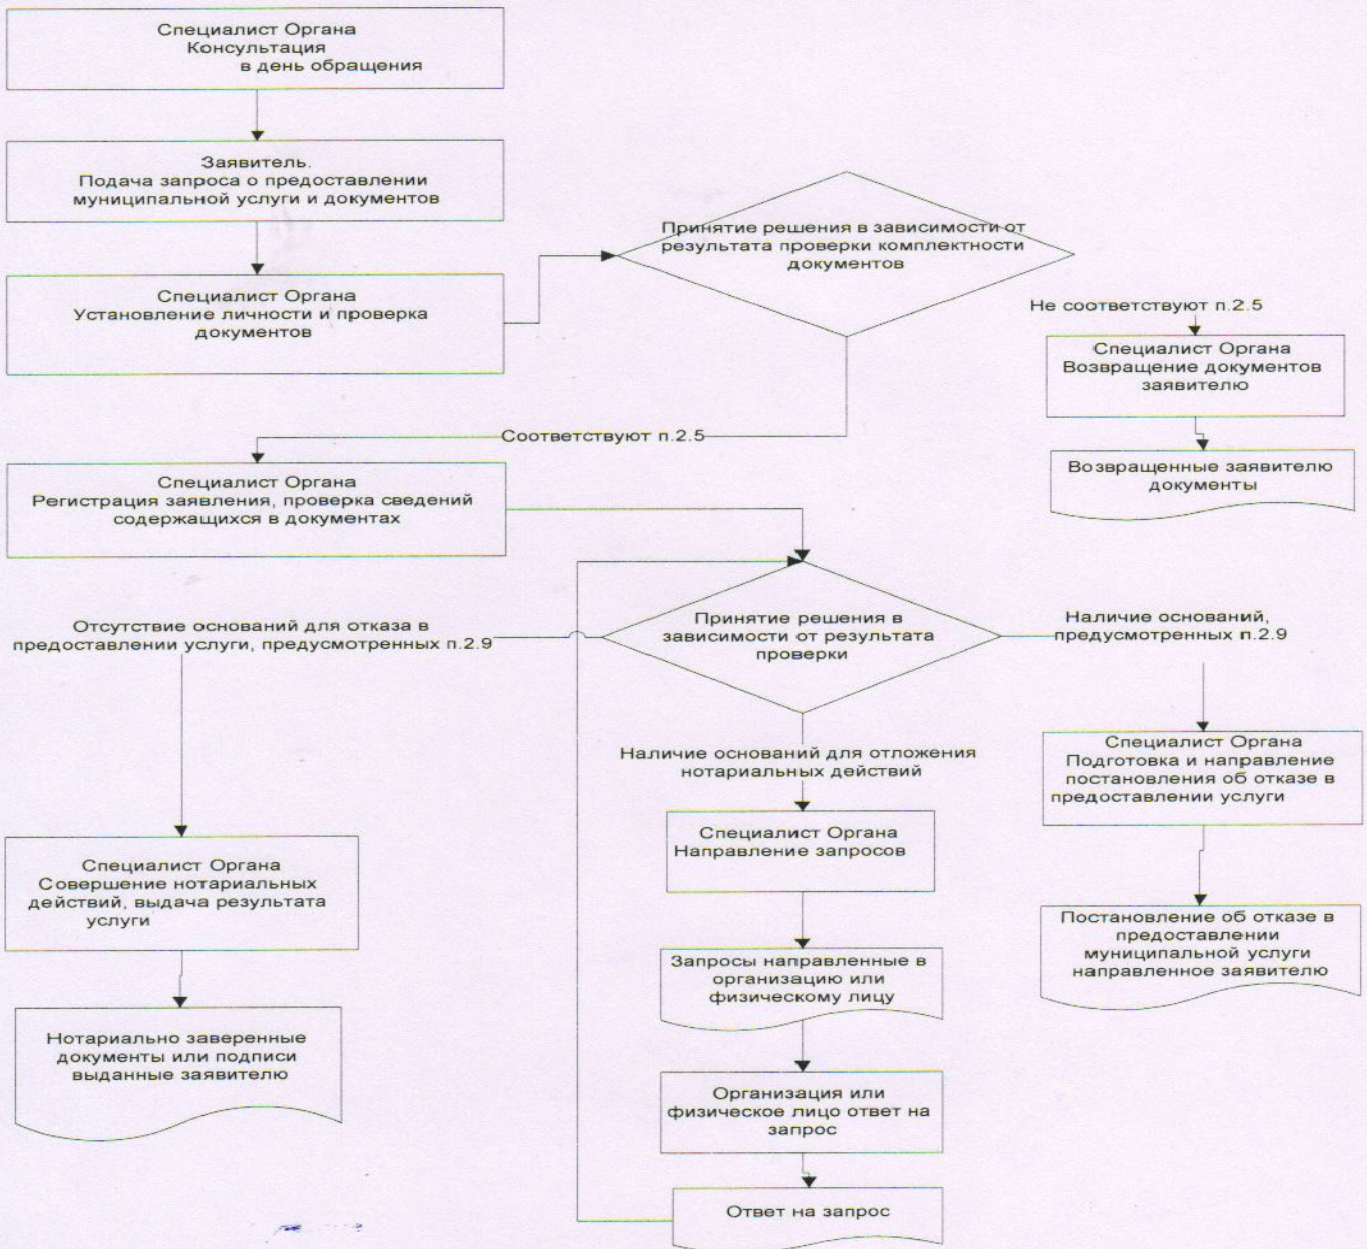 Специалист Органа
Консультация
в день обращения
Заявитель.
Подача запроса о предоставлении
муниципальной услуги и документов
Специалист Органа
Установление личности и проверка
документов
Принятие решения в зависимости от
результата проверки комплектности
документов
Не соответствуют п.2.5
Специалист Органа
Возвращение документов
заявителю
Возвращенные заявителю
документы
Соответствуют п.2.5
Специалист Органа
Регистрация заявления, проверка сведений
содержащихся в документах
Принятие решения в
зависимости от результата
проверки
Отсутствие оснований для отказа в
предоставлении услуги, предусмотренных п.2.9
Специалист Органа
Совершение нотариальных
действий, выдача результата
услуги
Нотариально заверенные
документы или подписи
выданные заявителю
Наличие оснований для отложения
нотариальных действий
Специалист Органа
Направление запросов
Запросы направленные в
организацию или
физическому лицу
Организация или
физическое лицо ответ на
запрос
Ответ на запрос
Наличие оснований,
предусмотренных п.2.9
Специалист Органа
Подготовка и направление
постановления об отказе в
предоставлении услуги
Постановление об отказе в
предоставлении
муниципальной услуги
направленное заявителю